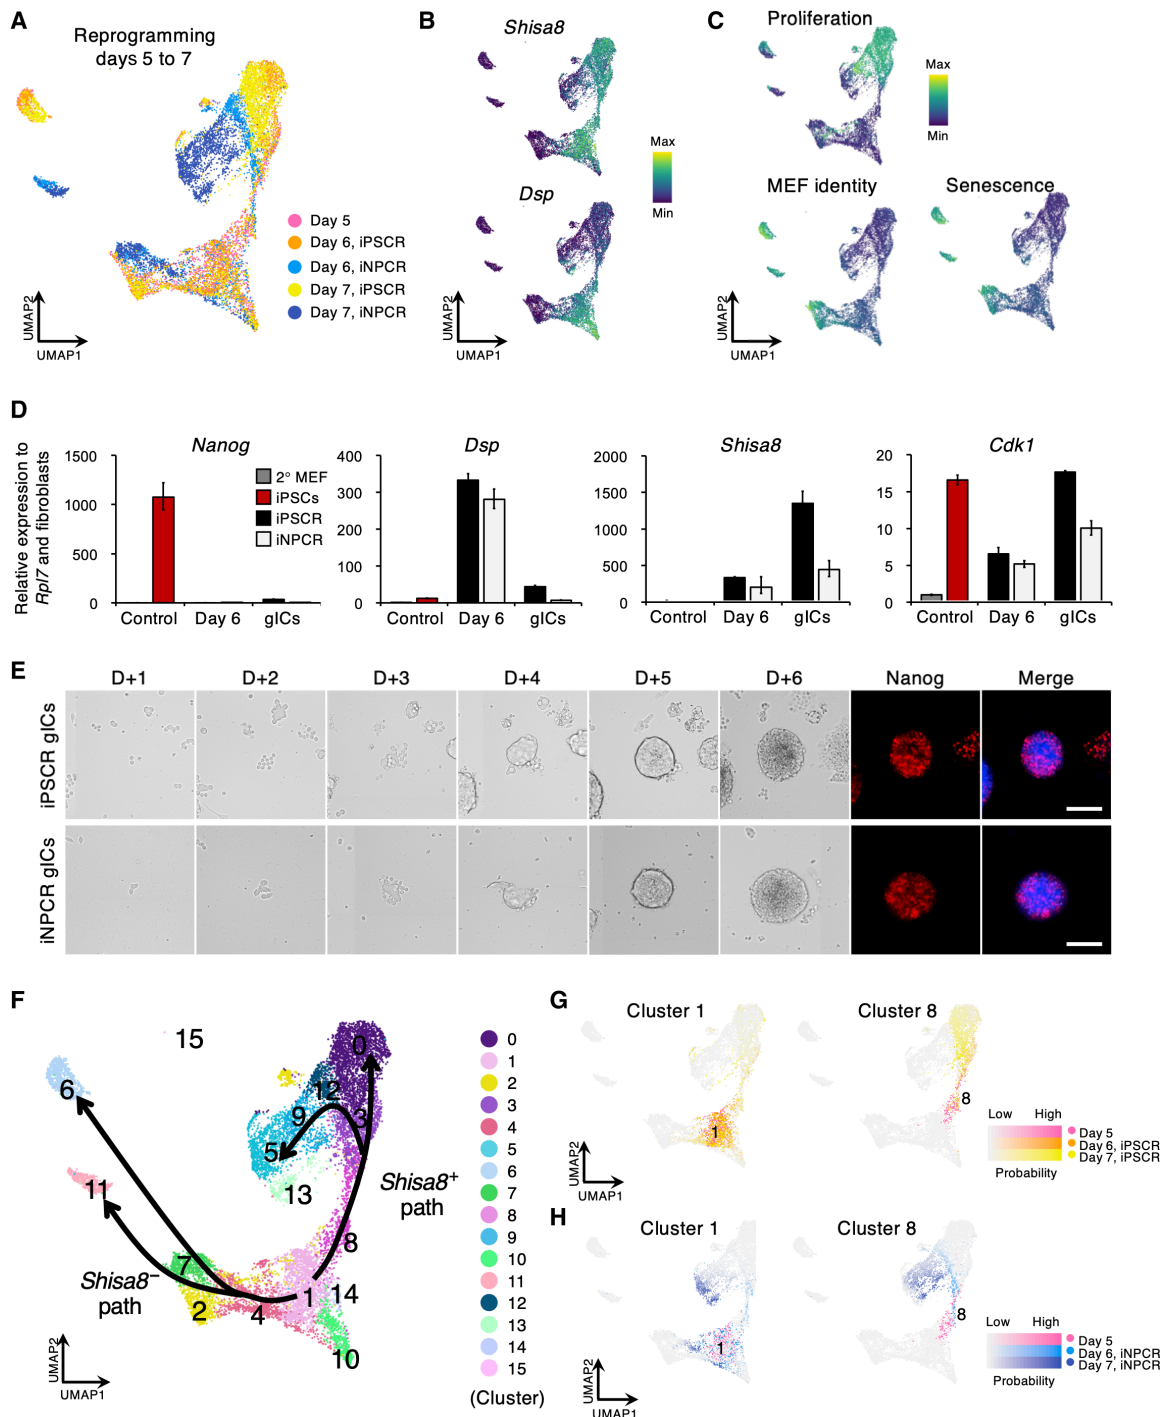 A
Reprogramming
days 5 to 7
Day 5
Day 6, iPSCR
Day 6, iNPCR
Day 7, iPSCR
Day 7, iNPCR
UMAP2
UMAP1
B
Shisa8
Dsp
Max
Min
UMAP2
UMAP1
C
Proliferation
Max
Min
MEF identity
Senescence
UMAP2
UMAP1
D
Relative expression to
Rpl7 and fibroblasts
Nanog
1500
1000
500
0
Control Day 6 gICs
2° MEF
iPSCs
iPSCR
iNPCR
Dsp
400
300
200
100
0
Control Day 6 gICs
Shisa8
2000
1500
1000
500
0
Control Day 6 gICs
Cdk1
20
15
10
5
0
Control Day 6 gICs
E
D+1 D+2 D+3 D+4 D+5 D+6 Nanog Merge
iPSCR gICs
iNPCR gICs
F
15
0
6
12
9
3
5
11
13
8
7
14
1
2
4
10
Shisa8+
path
Shisa8−
path
UMAP2
UMAP1
0
1
2
3
4
5
6
7
8
9
10
11
12
13
14
15
(Cluster)
G
Cluster 1
Cluster 8
1
8
Low High
Day 5
Day 6, iPSCR
Day 7, iPSCR
Probability
UMAP2
UMAP1
H
Cluster 1
Cluster 8
1
8
Low High
Day 5
Day 6, iNPCR
Day 7, iNPCR
Probability
UMAP2
UMAP1